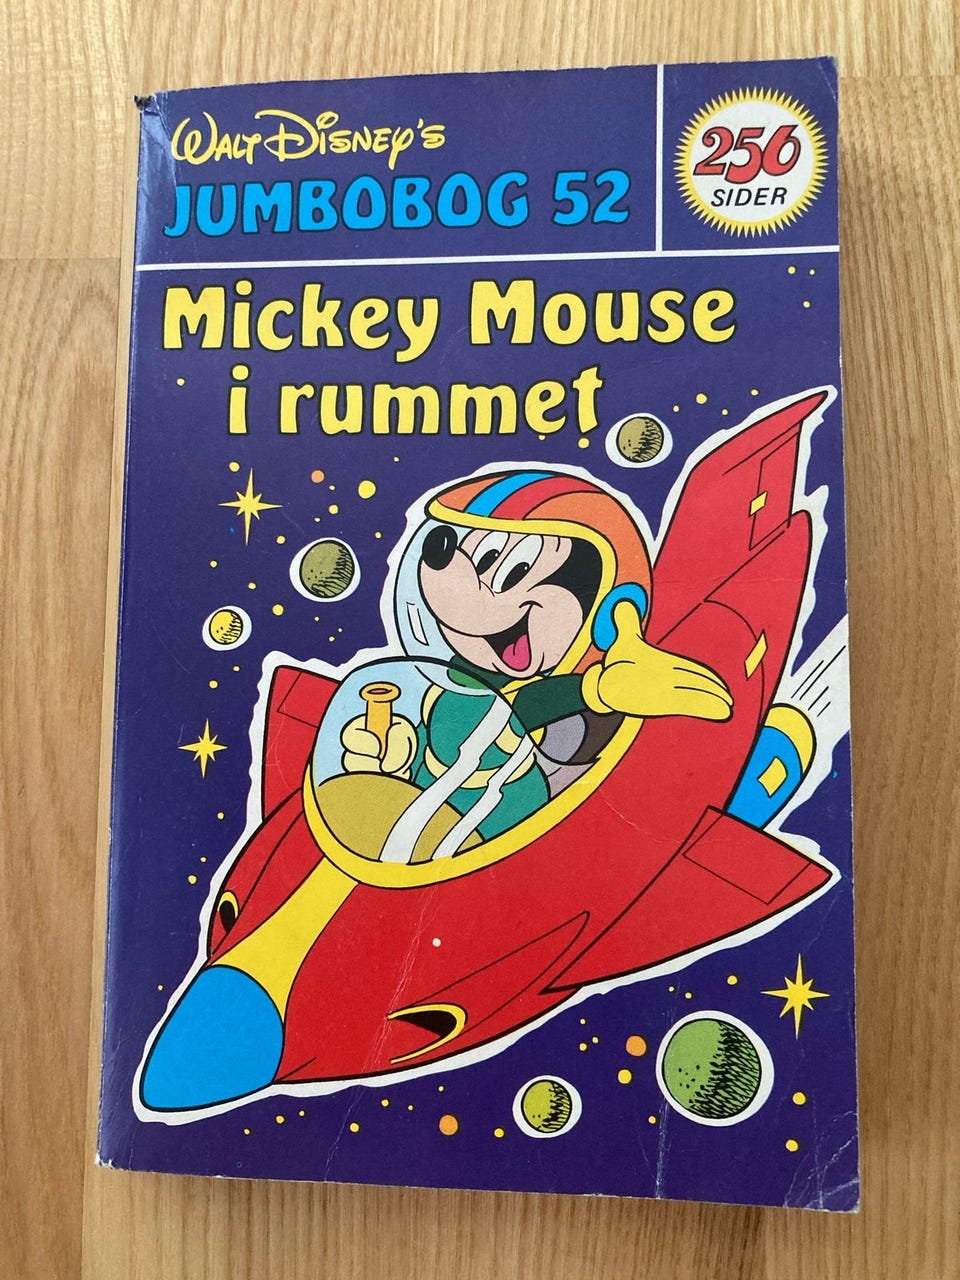 Walt Disney's
JUMBOBOG 52
256
SIDER
Mickey Mouse
i rummet